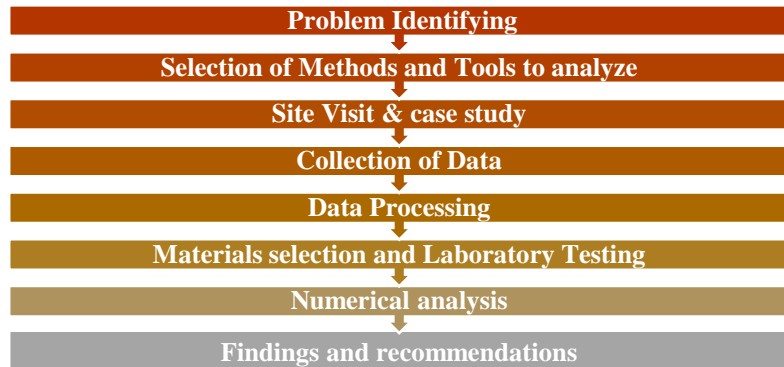 Problem Identifying
Selection of Methods and Tools to analyze
Site Visit & case study
Collection of Data
Data Processing
Materials selection and Laboratory Testing
Numerical analysis
Findings and recommendations